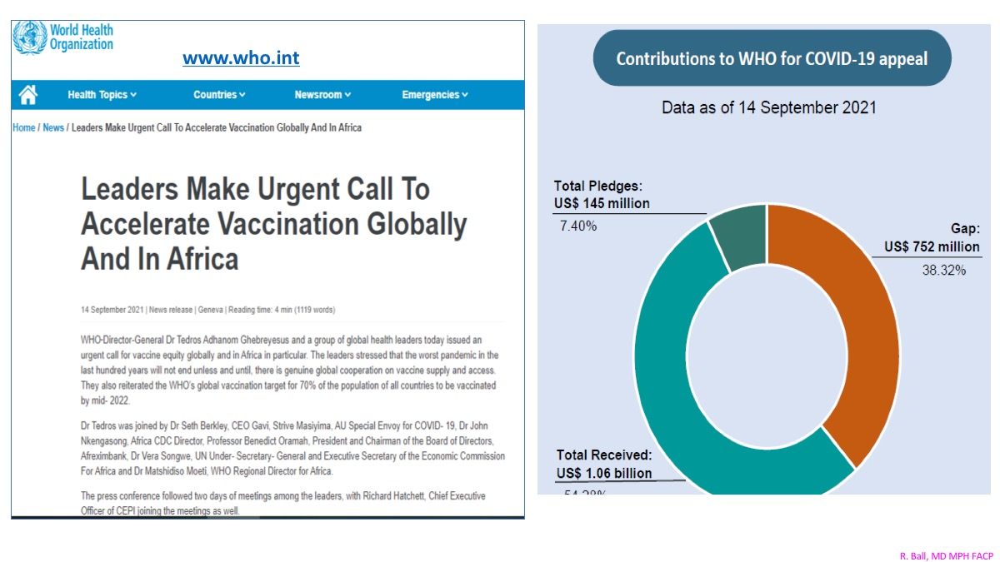 World Health
Organization
www.who.int
Health Topics
Countries
Newsroom
Emergencies
Home / News / Leaders Make Urgent Call To Accelerate Vaccination Globally And In Africa
Leaders Make Urgent Call To
Accelerate Vaccination Globally
And In Africa
14 September 2021 | News release | Geneva | Reading time: 4 min (1119 words)
WHO-Director-General Dr Tedros Adhanom Ghebreyesus and a group of global health leaders today issued an
urgent call for vaccine equity globally and in Africa in particular. The leaders stressed that the worst pandemic in the
last hundred years will not end unless and until, there is genuine global cooperation on vaccine supply and access.
They also reiterated the WHO's global vaccination target for 70% of the population of all countries to be vaccinated
by mid- 2022.
Dr Tedros was joined by Dr Seth Berkley, CEO Gavi, Strive Masiyima, AU Special Envoy for COVID- 19, Dr John
Nkengasong, Africa CDC Director, Professor Benedict Oramah, President and Chairman of the Board of Directors,
Afreximbank, Dr Vera Songwe, UN Under- Secretary- General and Executive Secretary of the Economic Commission
For Africa and Dr Matshidiso Moeti, WHO Regional Director for Africa.
The press conference followed two days of meetings among the leaders, with Richard Hatchett, Chief Executive
Officer of CEPI joining the meetings as well.
Contributions to WHO for COVID-19 appeal
Data as of 14 September 2021
Total Pledges:
US$ 145 million
7.40%
Gap:
US$ 752 million
38.32%
Total Received:
US$ 1.06 billion
54.28%
R. Ball, MD MPH FACP